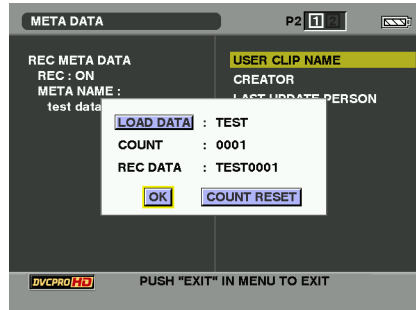 META DATA
P2 1 2
REC META DATA
REC : ON
META NAME :
test data
USER CLIP NAME
CREATOR
LAST UPDATE PERSON
LOAD DATA : TEST
COUNT : 0001
REC DATA : TEST0001
OK
COUNT RESET
DVCPRO HD
PUSH "EXIT" IN MENU TO EXIT